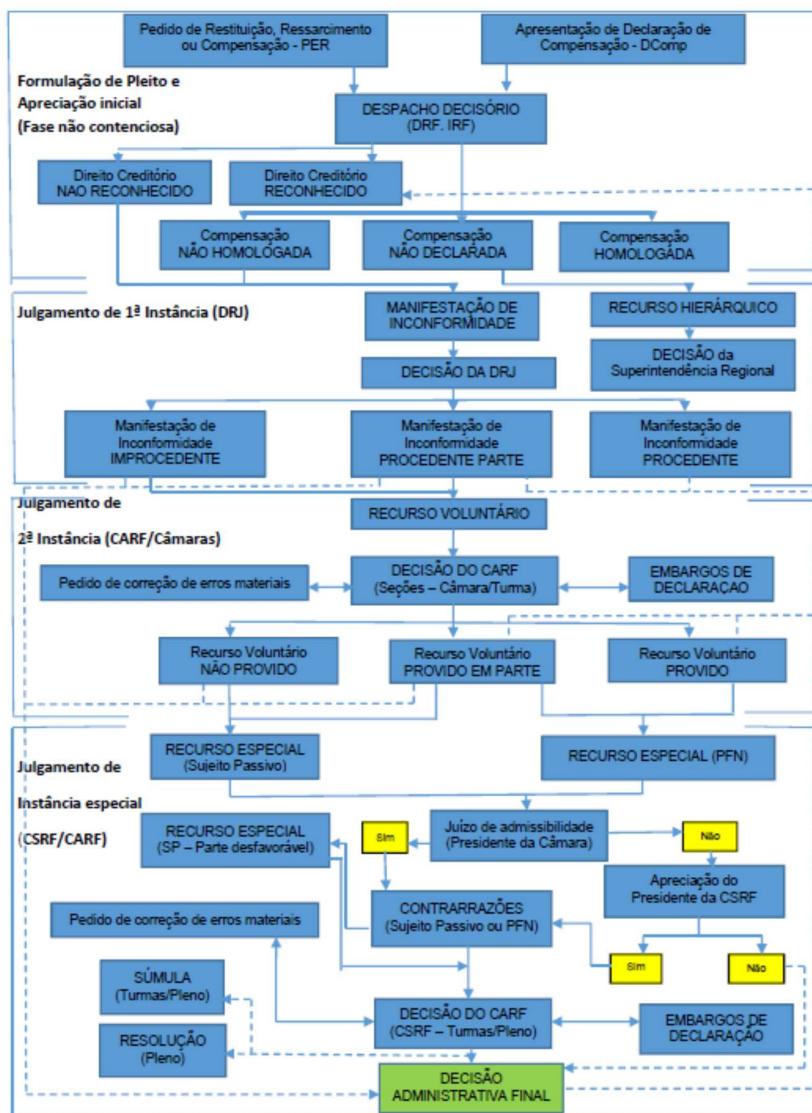 Pedido de Restituição, Ressarcimento
ou Compensação - PER
Apresentação de Declaração de
Compensação - DComp
Formulação de Pleito e
Apreciação inicial
(Fase não contenciosa)
DESPACHO DECISÓRIO
(DRF. IRF)
Direito Creditório
NAO RECONHECIDO
Direito Creditório
RECONHECIDO
Compensação
NÃO HOMOLOGADA
Compensação
NÃO DECLARADA
Compensação
HOMOLOGADA
Julgamento de 1ª Instância (DRJ)
MANIFESTAÇÃO DE
INCONFORMIDADE
RECURSO HIERÁRQUICO
DECISÃO DA DRJ
DECISÃO da
Superintendência Regional
Manifestação de
Inconformidade
IMPROCEDENTE
Manifestação de
Inconformidade
PROCEDENTE PARTE
Manifestação de
Inconformidade
PROCEDENTE
Julgamento de
2ª Instância (CARF/Câmaras)
RECURSO VOLUNTÁRIO
Pedido de correção de erros materiais
DECISÃO DO CARF
(Seções – Câmara/Turma)
EMBARGOS DE
DECLARAÇAO
Recurso Voluntário
NÃO PROVIDO
Recurso Voluntário
PROVIDO EM PARTE
Recurso Voluntário
PROVIDO
Julgamento de
Instância especial
(CSRF/CARF)
RECURSO ESPECIAL
(Sujeito Passivo)
RECURSO ESPECIAL (PFN)
RECURSO ESPECIAL
(SP – Parte desfavorável)
Sim
Juízo de admissibilidade
(Presidente da Câmara)
Não
Apreciação do
Presidente da CSRF
Pedido de correção de erros materiais
CONTRARRAZÕES
(Sujeito Passivo ou PFN)
Sim
Não
SÚMULA
(Turmas/Pleno)
DECISÃO DO CARF
(CSRF – Turmas/Pleno)
EMBARGOS DE
DECLARAÇÃO
RESOLUÇÃO
(Pleno)
DECISÃO
ADMINISTRATIVA FINAL